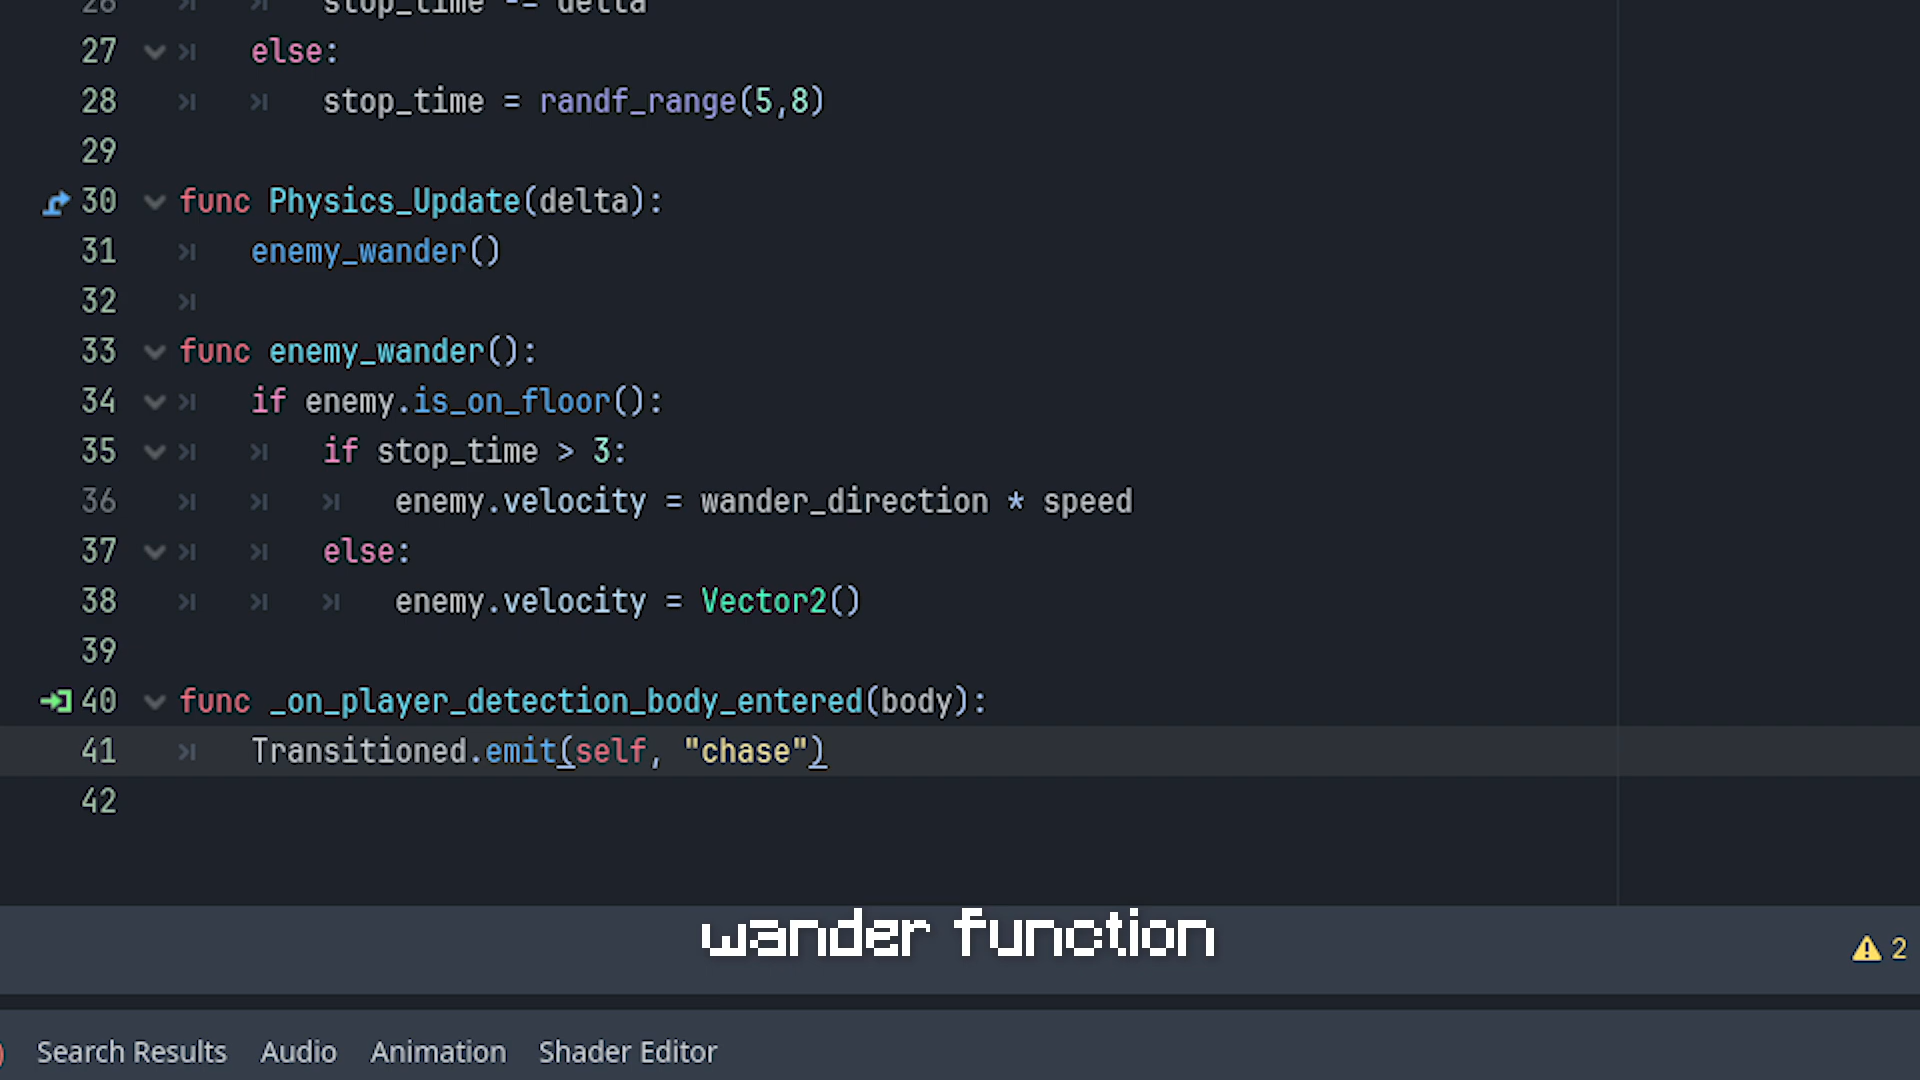 26 stop_time -= delta
27 else:
28 stop_time = randf_range(5,8)
29
30 func Physics_Update(delta):
31 enemy_wander()
32
33 func enemy_wander():
34 if enemy.is_on_floor():
35 if stop_time > 3:
36 enemy.velocity = wander_direction * speed
37 else:
38 enemy.velocity = Vector2()
39
40 func _on_player_detection_body_entered(body):
41 Transitioned.emit(self, "chase")
42
wander function
2
Search Results Audio Animation Shader Editor